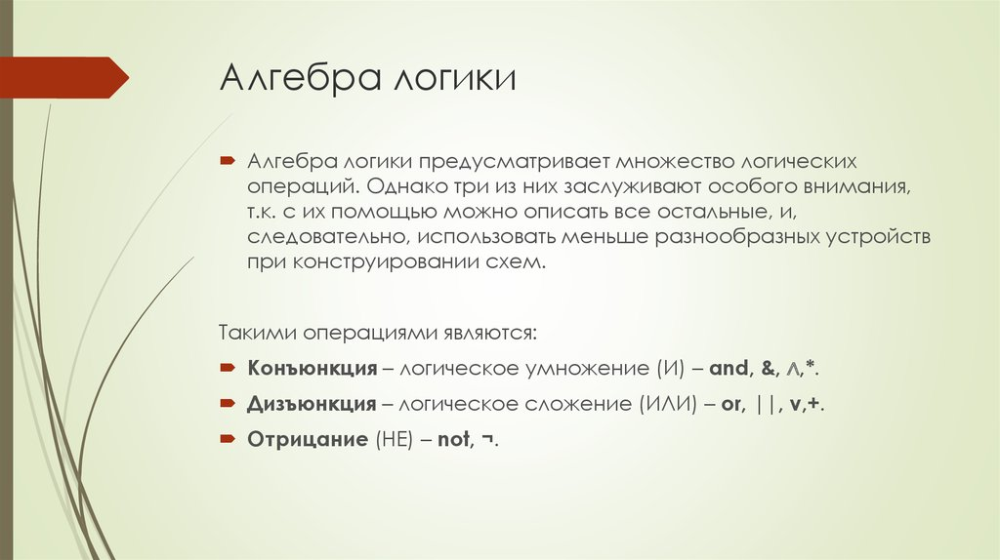 Алгебра логики
Алгебра логики предусматривает множество логических
операций. Однако три из них заслуживают особого внимания,
т.к. с их помощью можно описать все остальные, и,
следовательно, использовать меньше разнообразных устройств
при конструировании схем.
Такими операциями являются:
Конъюнкция – логическое умножение (И) – and, &, Λ,*.
Дизъюнкция – логическое сложение (ИЛИ) – or, ||, v,+.
Отрицание (НЕ) – not, ¬.